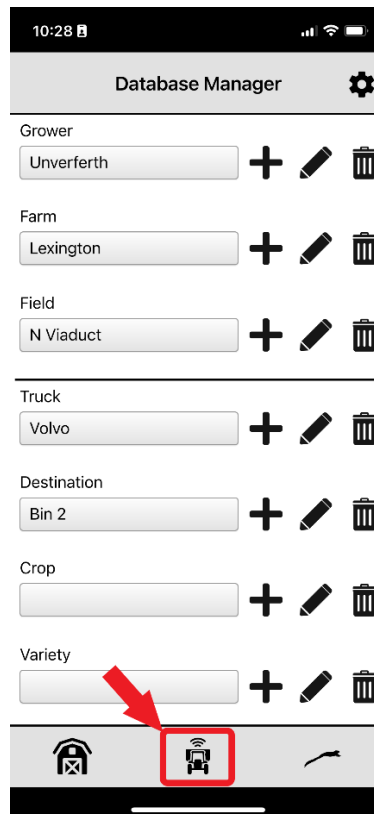 10:28
Database Manager
Grower
Unverferth
Farm
Lexington
Field
N Viaduct
Truck
Volvo
Destination
Bin 2
Crop
Variety